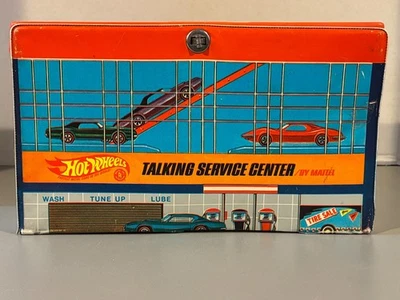 Hot Wheels
TALKING SERVICE CENTER / BY MATTEL
WASH TUNE UP LUBE
TIRE SALE